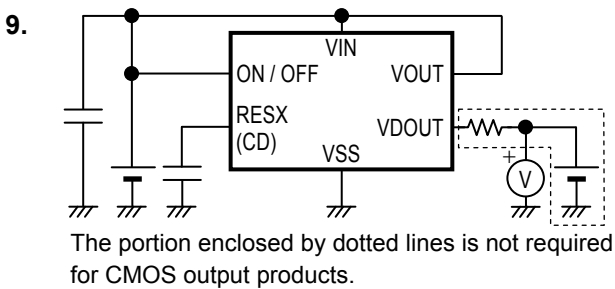 9.
VIN
ON / OFF
VOUT
RESX
(CD)
VDOUT
VSS
+
V
The portion enclosed by dotted lines is not required
for CMOS output products.